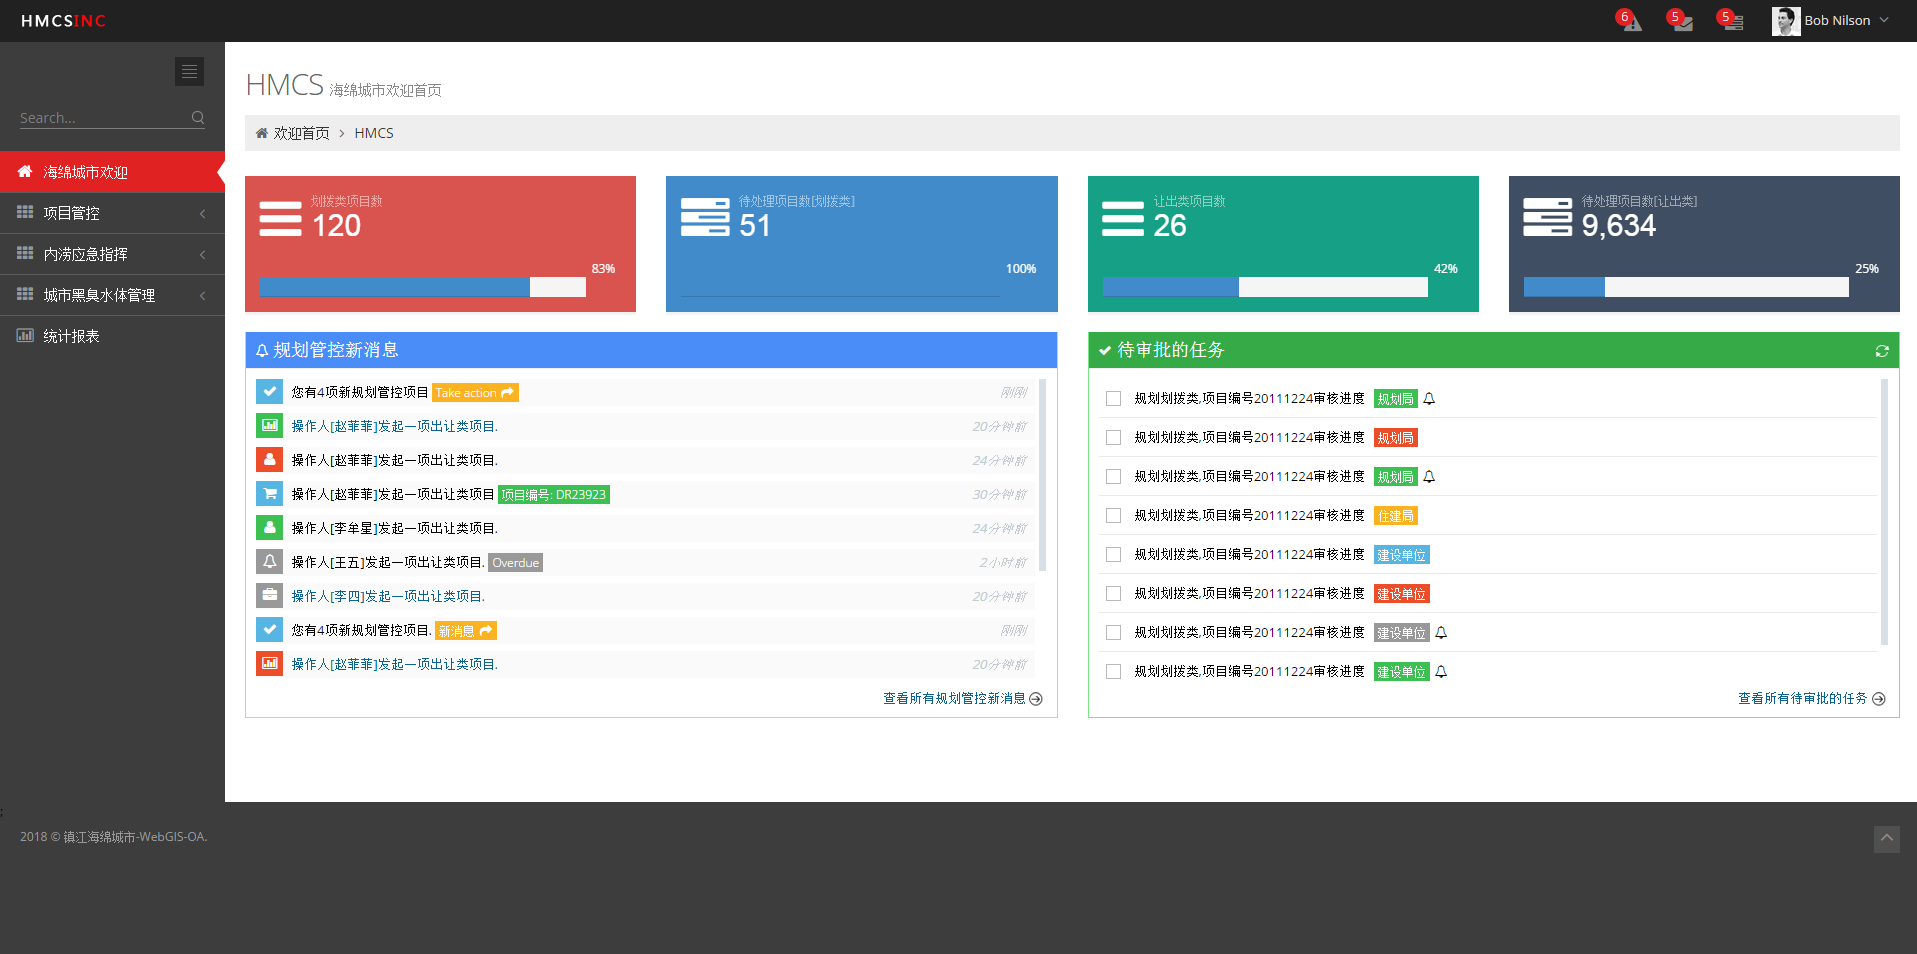 HMCSINC
6
5
5
Bob Nilson
Search...
海绵城市欢迎
项目管控
内涝应急指挥
城市黑臭水体管理
统计报表
HMCS 海绵城市欢迎首页
欢迎首页 > HMCS
划拨类项目数
120
83%
待处理项目数[划拨类]
51
100%
让出类项目数
26
42%
待处理项目数[让出类]
9,634
25%
规划管控新消息
您有4项新规划管控项目 Take action 刚刚
操作人[赵菲菲]发起一项出让类项目. 20分钟前
操作人[赵菲菲]发起一项出让类项目. 24分钟前
操作人[赵菲菲]发起一项出让类项目 项目编号: DR23923 30分钟前
操作人[李牟星]发起一项出让类项目. 24分钟前
操作人[王五]发起一项出让类项目. Overdue 2小时前
操作人[李四]发起一项出让类项目. 20分钟前
您有4项新规划管控项目. 新消息 刚刚
操作人[赵菲菲]发起一项出让类项目. 20分钟前
查看所有规划管控新消息
待审批的任务
规划划拨类,项目编号20111224审核进度 规划局
规划划拨类,项目编号20111224审核进度 规划局
规划划拨类,项目编号20111224审核进度 规划局
规划划拨类,项目编号20111224审核进度 住建局
规划划拨类,项目编号20111224审核进度 建设单位
规划划拨类,项目编号20111224审核进度 建设单位
规划划拨类,项目编号20111224审核进度 建设单位
规划划拨类,项目编号20111224审核进度 建设单位
查看所有待审批的任务
;
2018 © 镇江海绵城市-WebGIS-OA.